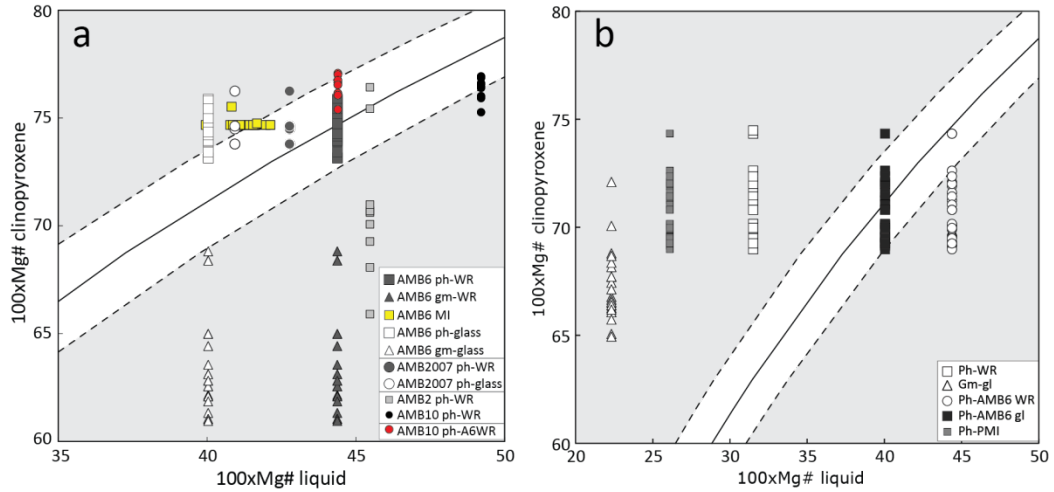 a
100xMg# clinopyroxene
80
75
70
65
60
35
40
45
50
100xMg# liquid
AMB6 ph-WR
AMB6 gm-WR
AMB6 MI
AMB6 ph-glass
AMB6 gm-glass
AMB2007 ph-WR
AMB2007 ph-glass
AMB2 ph-WR
AMB10 ph-WR
AMB10 ph-A6WR
b
100xMg# clinopyroxene
80
75
70
65
60
20
25
30
35
40
45
50
100xMg# liquid
Ph-WR
Gm-gl
Ph-AMB6 WR
Ph-AMB6 gl
Ph-PMI